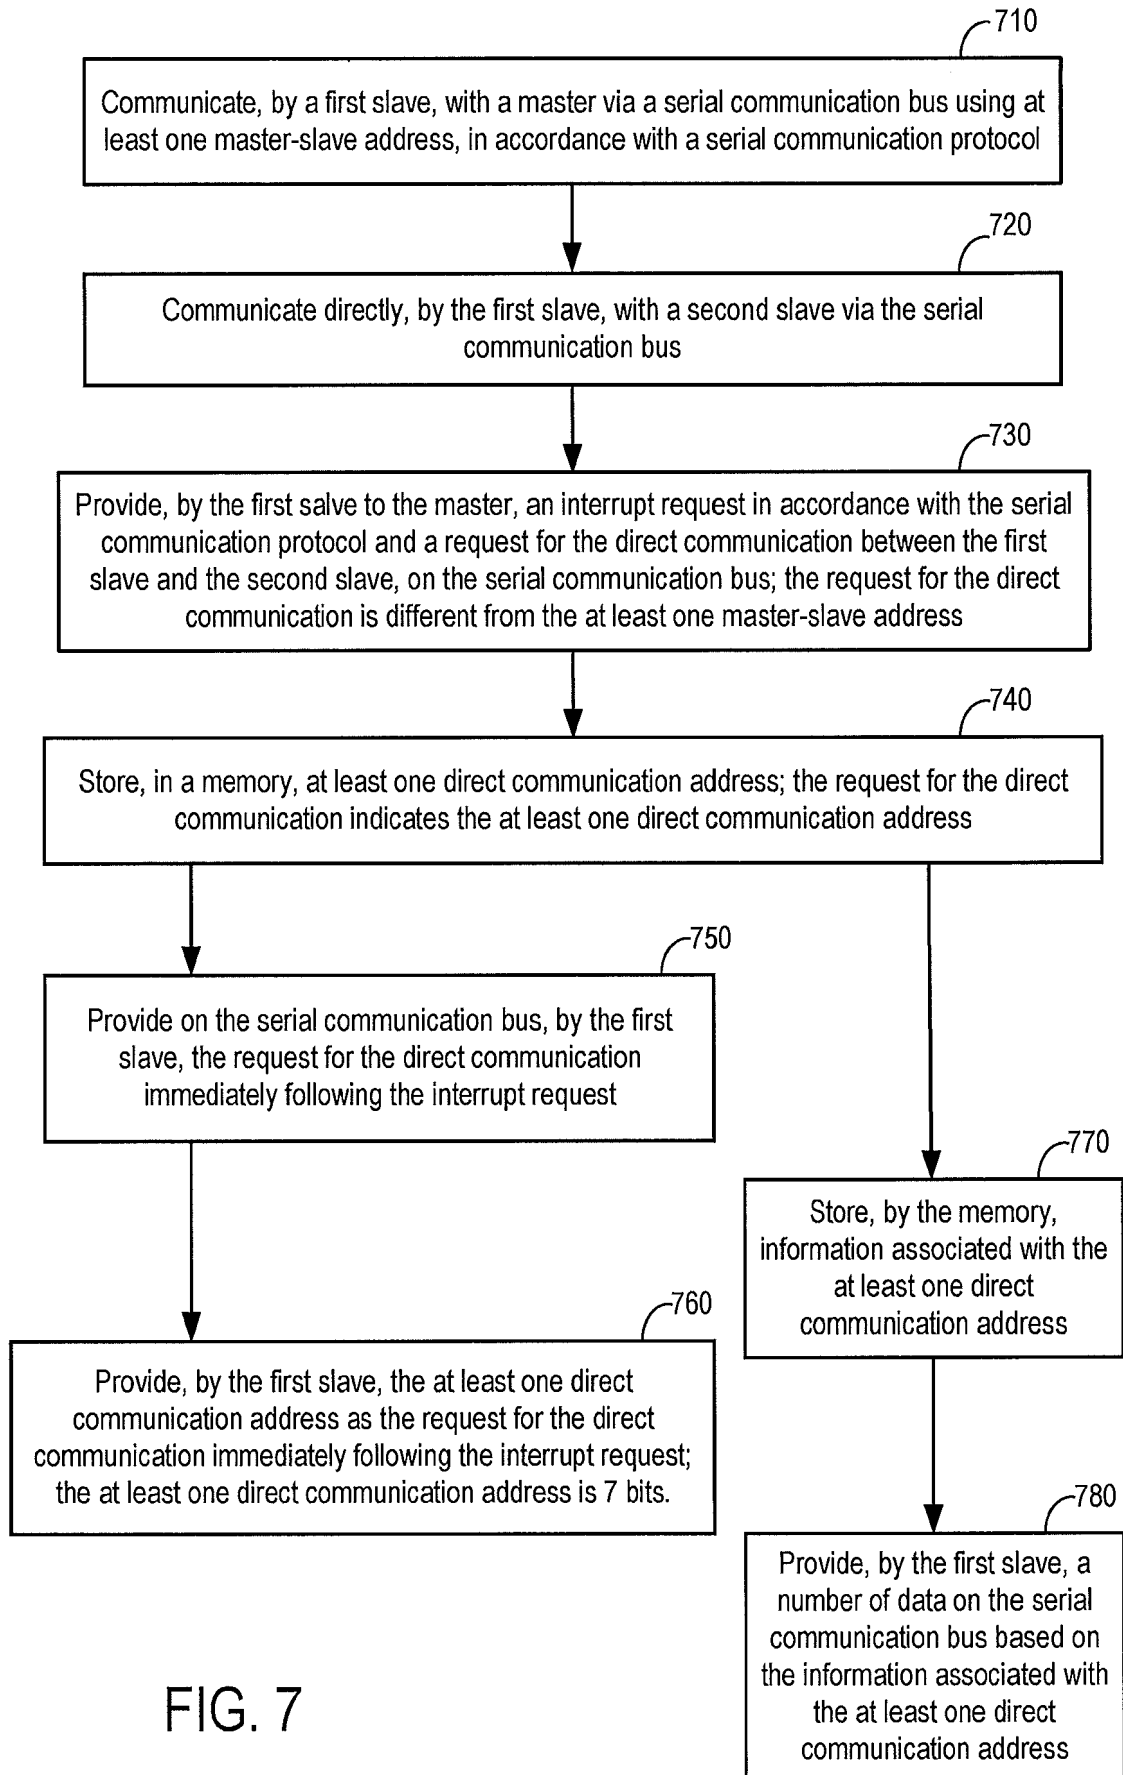 710
Communicate, by a first slave, with a master via a serial communication bus using at
least one master-slave address, in accordance with a serial communication protocol
720
Communicate directly, by the first slave, with a second slave via the serial
communication bus
730
Provide, by the first salve to the master, an interrupt request in accordance with the serial
communication protocol and a request for the direct communication between the first
slave and the second slave, on the serial communication bus; the request for the direct
communication is different from the at least one master-slave address
740
Store, in a memory, at least one direct communication address; the request for the direct
communication indicates the at least one direct communication address
750
Provide on the serial communication bus, by the first
slave, the request for the direct communication
immediately following the interrupt request
760
Provide, by the first slave, the at least one direct
communication address as the request for the direct
communication immediately following the interrupt request;
the at least one direct communication address is 7 bits.
770
Store, by the memory,
information associated with the
at least one direct
communication address
780
Provide, by the first slave, a
number of data on the serial
communication bus based on
the information associated with
the at least one direct
communication address
FIG. 7